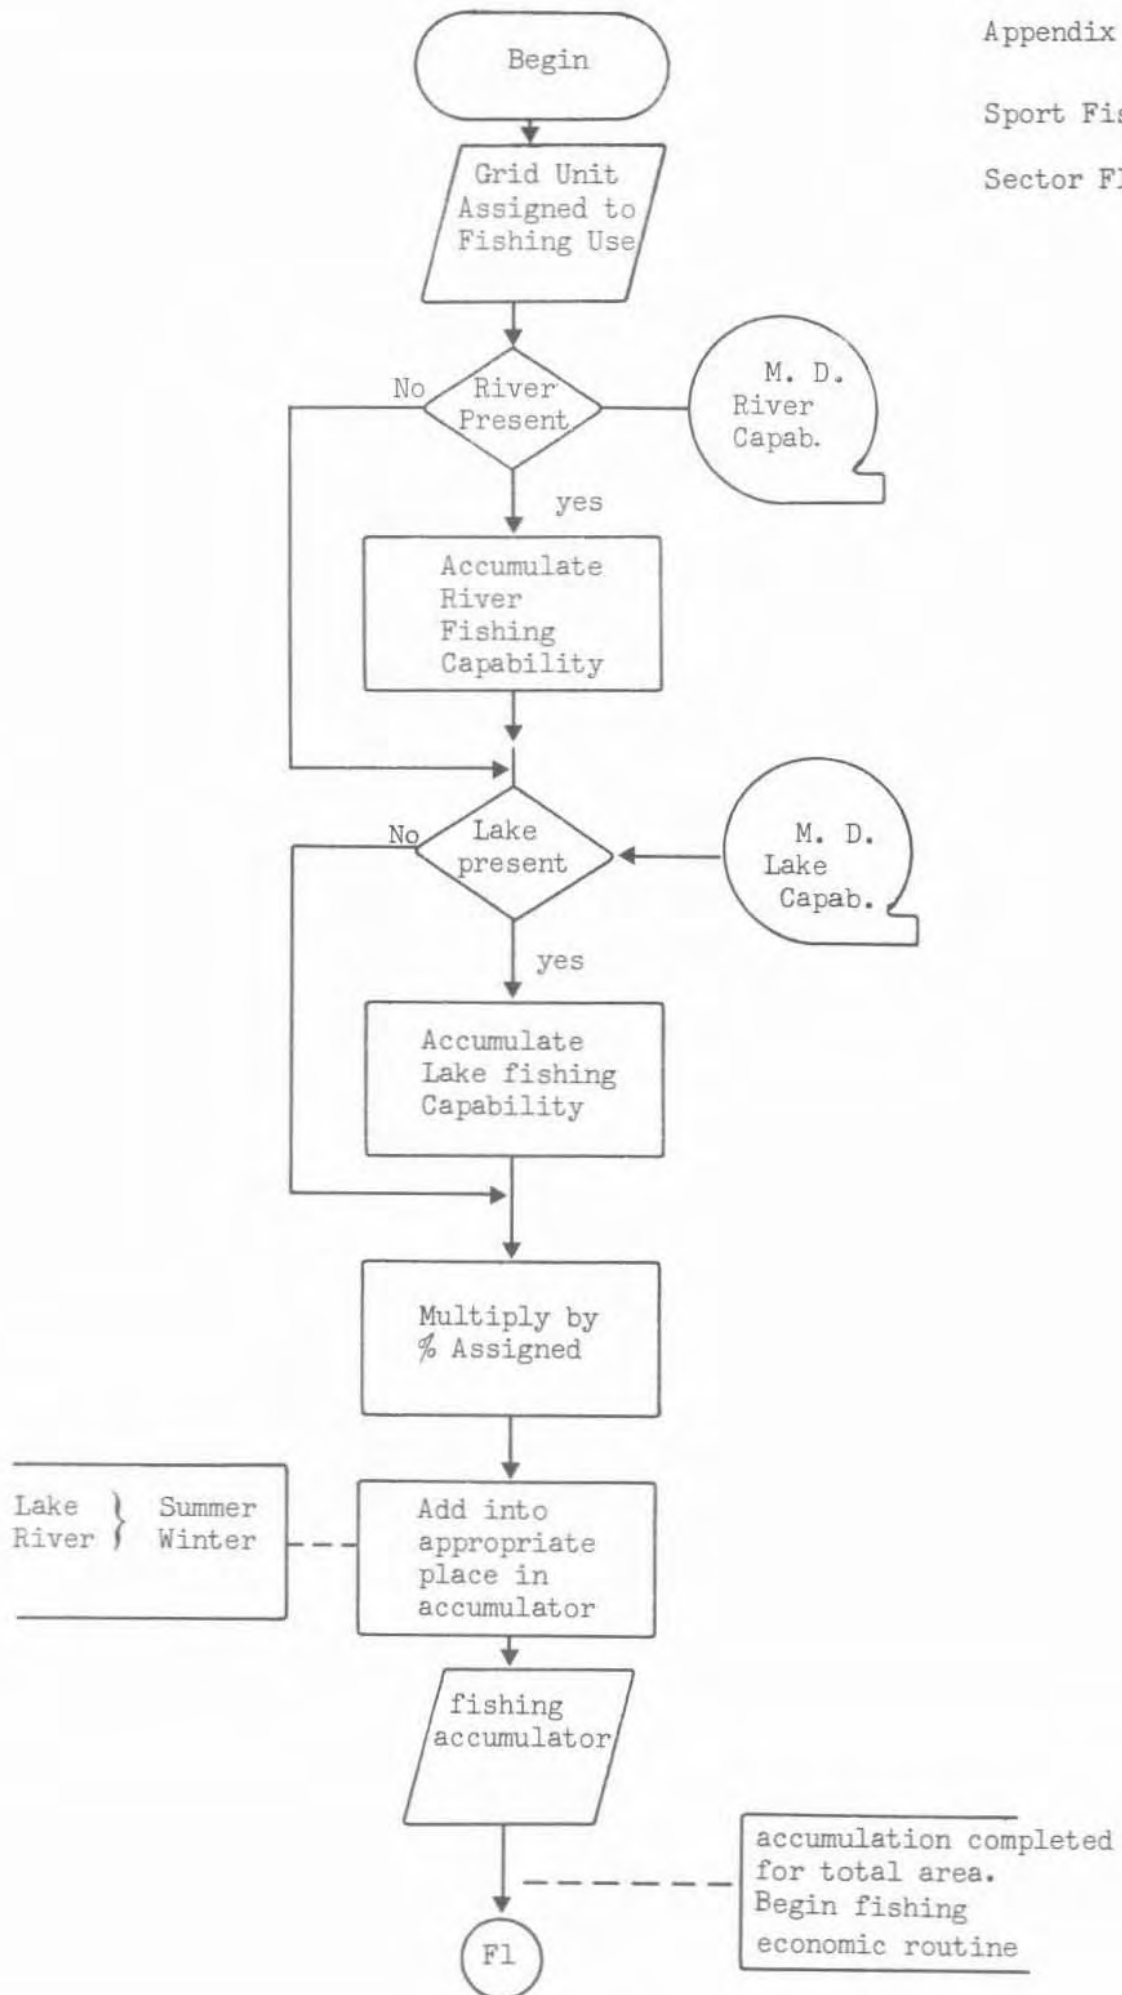 Appendix
Sport Fis
Sector Fl
Begin
Grid Unit
Assigned to
Fishing Use
No
River
Present
M. D.
River
Capab.
yes
Accumulate
River
Fishing
Capability
No
Lake
present
M. D.
Lake
Capab.
yes
Accumulate
Lake fishing
Capability
Multiply by
% Assigned
Lake } Summer
River Winter
Add into
appropriate
place in
accumulator
fishing
accumulator
accumulation completed
for total area.
Begin fishing
economic routine
F1